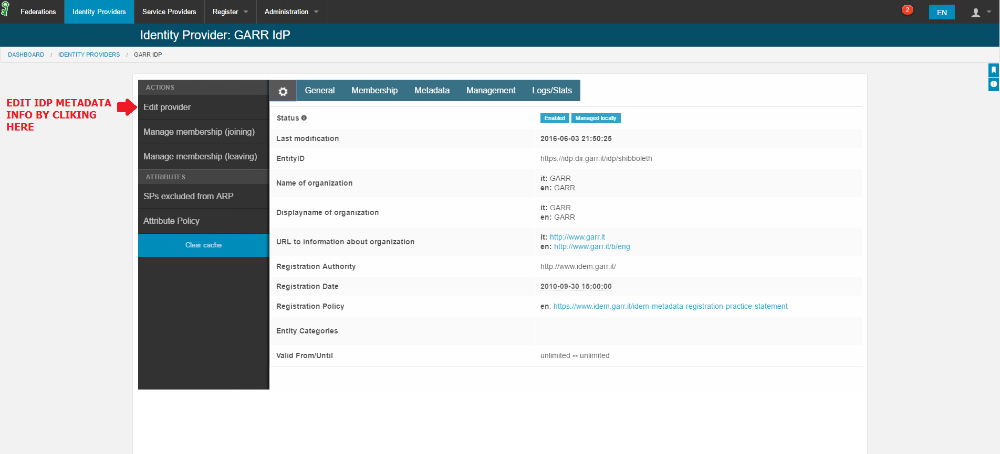 Federations
Identity Providers
Service Providers
Register
Administration
2
EN
Identity Provider: GARR IdP
DASHBOARD / IDENTITY PROVIDERS / GARR IDP
EDIT IDP METADATA
INFO BY CLIKING
HERE
ACTIONS
Edit provider
Manage membership (joining)
Manage membership (leaving)
ATTRIBUTES
SPs excluded from ARP
Attribute Policy
Clear cache
General
Membership
Metadata
Management
Logs/Stats
Status
Enabled Managed locally
Last modification
2016-06-03 21:50:25
EntityID
https://idp.dir.garr.it/idp/shibboleth
Name of organization
it: GARR
en: GARR
Displayname of organization
it: GARR
en: GARR
URL to information about organization
it: http://www.garr.it
en: http://www.garr.it/b/eng
Registration Authority
http://www.idem.garr.it/
Registration Date
2010-09-30 15:00:00
Registration Policy
en: https://www.idem.garr.it/idem-metadata-registration-practice-statement
Entity Categories
Valid From/Until
unlimited -- unlimited